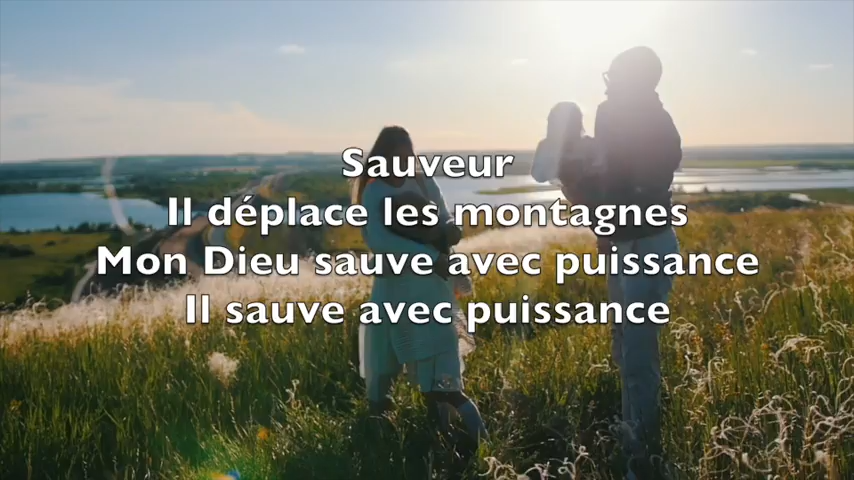 Sauveur
Il déplace les montagnes
Mon Dieu sauve avec puissance
Il sauve avec puissance